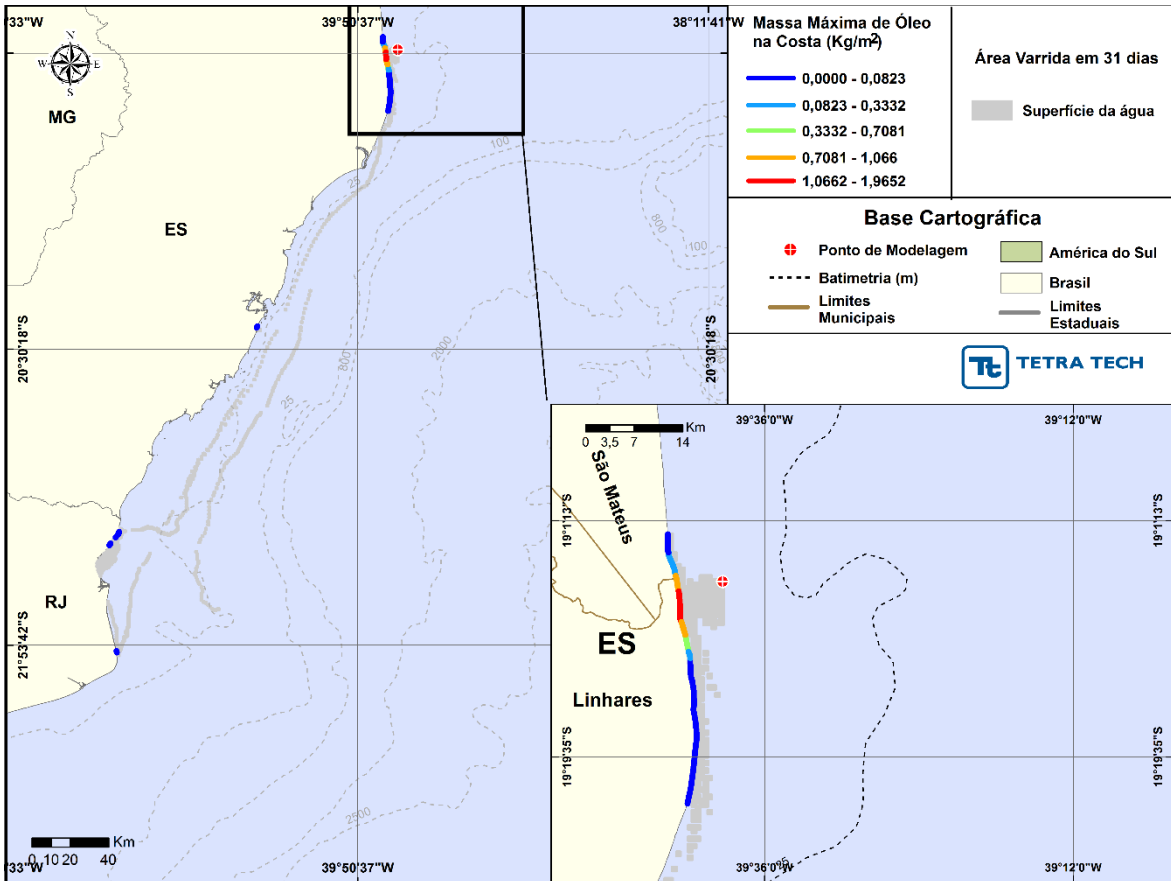 '33"W
39°50'37"W
38°11'41"W
N
W
E
S
MG
ES
RJ
100
25
800
100
800
2000
25
2500
20°30'18"S
20°30'18"S
21°53'42"S
Km
0 10 20 40
'33"W
39°50'37"W
Massa Máxima de Óleo
na Costa (Kg/m²)
0,0000 - 0,0823
0,0823 - 0,3332
0,3332 - 0,7081
0,7081 - 1,066
1,0662 - 1,9652
Área Varrida em 31 dias
Superfície da água
Base Cartográfica
Ponto de Modelagem
Batimetria (m)
Limites
Municipais
América do Sul
Brasil
Limites
Estaduais
Tt
TETRA TECH
39°36'0"W
39°12'0"W
Km
0 3,5 7 14
São Mateus
19°1'13"S
19°1'13"S
ES
Linhares
19°19'35"S
19°19'35"S
25
39°36'0"W
39°12'0"W